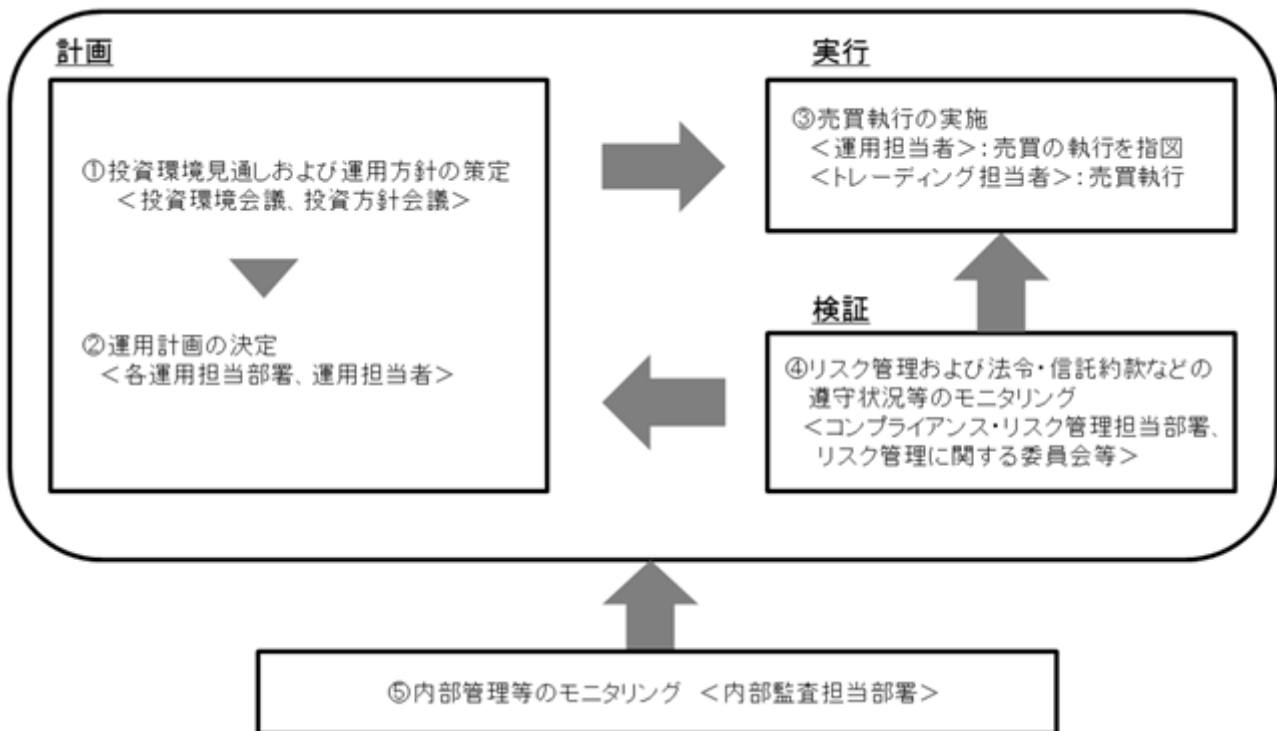 計画
①投資環境見通しおよび運用方針の策定
＜投資環境会議、投資方針会議＞
②運用計画の決定
＜各運用担当部署、運用担当者＞
実行
③売買執行の実施
＜運用担当者＞：売買の執行を指図
＜トレーディング担当者＞：売買執行
検証
④リスク管理および法令・信託約款などの
遵守状況等のモニタリング
＜コンプライアンス・リスク管理担当部署、
リスク管理に関する委員会等＞
⑤内部管理等のモニタリング ＜内部監査担当部署＞